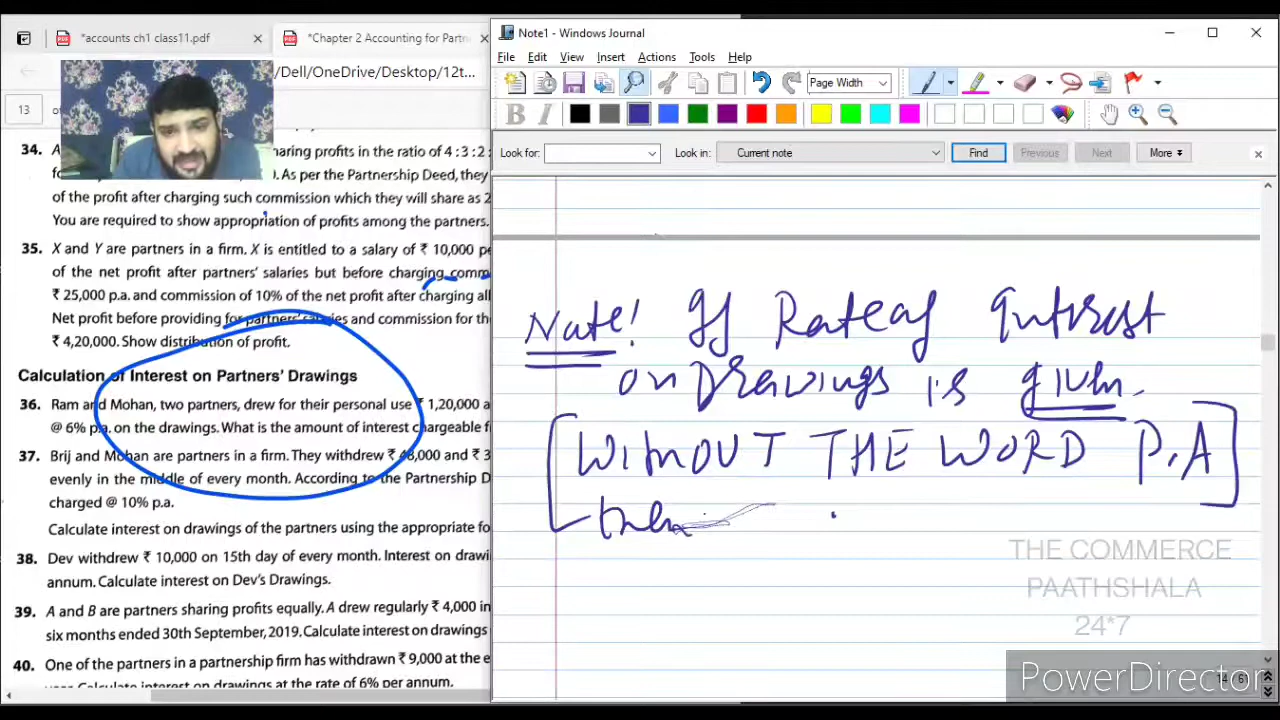 *accounts ch1 class11.pdf
*Chapter 2 Accounting for Partn
/Dell/OneDrive/Desktop/12t...
13
34. A haring profits in the ratio of 4 : 3 : 2 :
. As per the Partnership Deed, they
of the profit after charging such commission which they will share as 2
You are required to show appropriation of profits among the partners.
35. X and Y are partners in a firm. X is entitled to a salary of ₹ 10,000 pe
of the net profit after partners' salaries but before charging comm
₹ 25,000 p.a. and commission of 10% of the net profit after charging all
Net profit before providing for partners' salaries and commission for th
₹ 4,20,000. Show distribution of profit.
Calculation of Interest on Partners' Drawings
36. Ram and Mohan, two partners, drew for their personal use ₹ 1,20,000 a
@ 6% p.a. on the drawings. What is the amount of interest chargeable f
37. Brij and Mohan are partners in a firm. They withdrew ₹ 48,000 and ₹ 3
evenly in the middle of every month. According to the Partnership D
charged @ 10% p.a.
Calculate interest on drawings of the partners using the appropriate fo
38. Dev withdrew ₹ 10,000 on 15th day of every month. Interest on drawi
annum. Calculate interest on Dev's Drawings.
39. A and B are partners sharing profits equally. A drew regularly ₹ 4,000 in
six months ended 30th September, 2019. Calculate interest on drawings
40. One of the partners in a partnership firm has withdrawn ₹ 9,000 at the e
year. Calculate interest on drawings at the rate of 6% per annum.
Note1 - Windows Journal
File Edit View Insert Actions Tools Help
Page Width
B I
Look for: Look in: Current note Find Previous Next More
Note! If Rate of Interest
on Drawings is given.
[WITHOUT THE WORD P.A]
then
THE COMMERCE
PAATHSHALA
24*7
PowerDirector